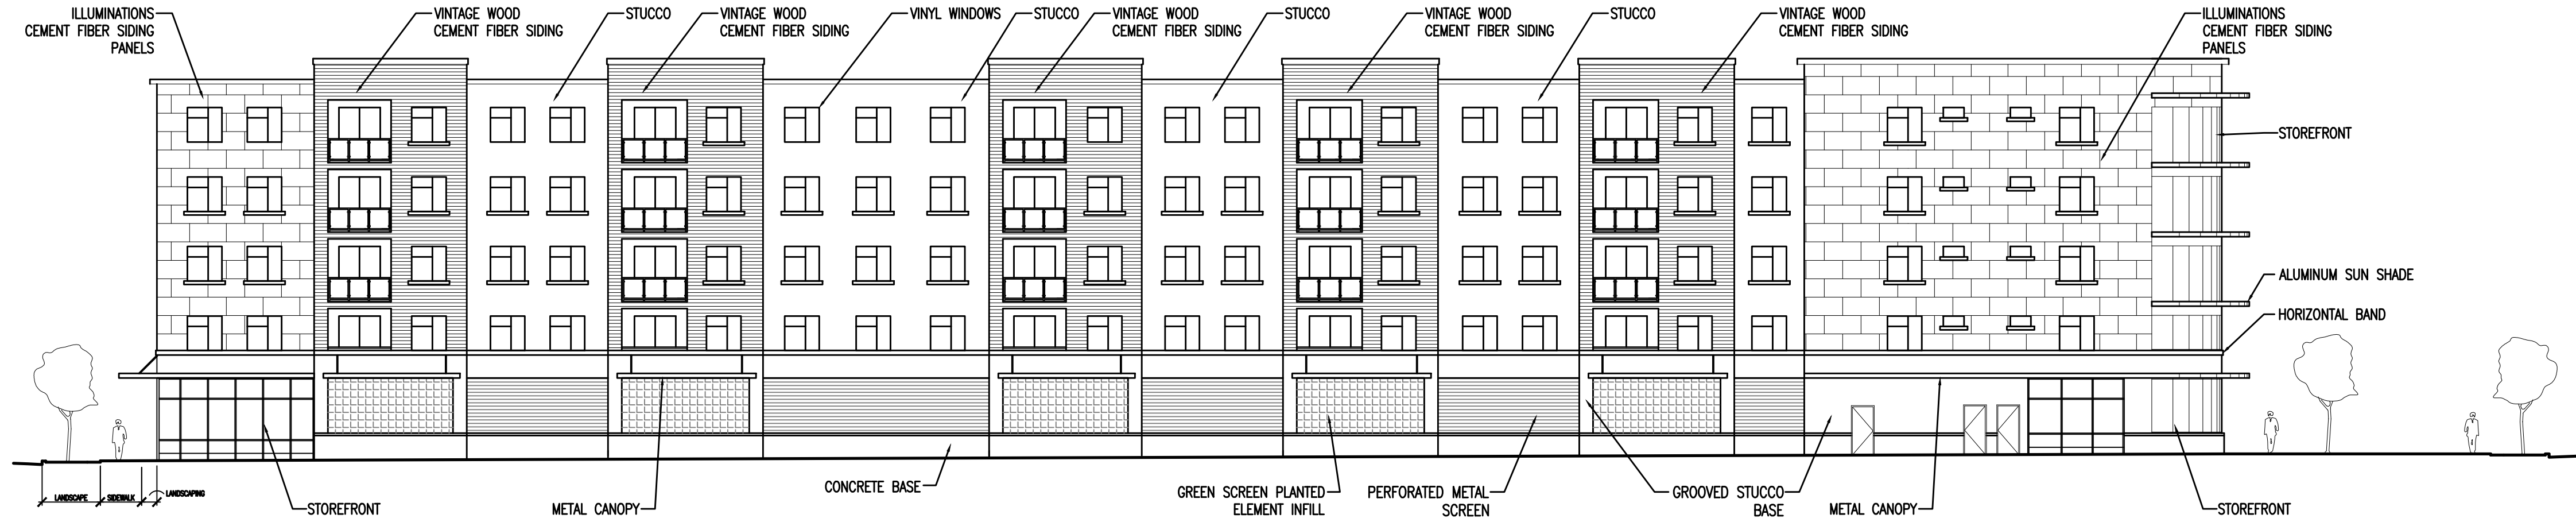 ILLUMINATIONS
CEMENT FIBER SIDING
PANELS
VINTAGE WOOD
CEMENT FIBER SIDING
STUCCO
VINTAGE WOOD
CEMENT FIBER SIDING
VINYL WINDOWS
STUCCO
VINTAGE WOOD
CEMENT FIBER SIDING
STUCCO
VINTAGE WOOD
CEMENT FIBER SIDING
STUCCO
VINTAGE WOOD
CEMENT FIBER SIDING
ILLUMINATIONS
CEMENT FIBER SIDING
PANELS
STOREFRONT
ALUMINUM SUN SHADE
HORIZONTAL BAND
LANDSCAPE
SIDEWALK
LANDSCAPING
STOREFRONT
METAL CANOPY
CONCRETE BASE
GREEN SCREEN PLANTED
ELEMENT INFILL
PERFORATED METAL
SCREEN
GROOVED STUCCO
BASE
METAL CANOPY
STOREFRONT